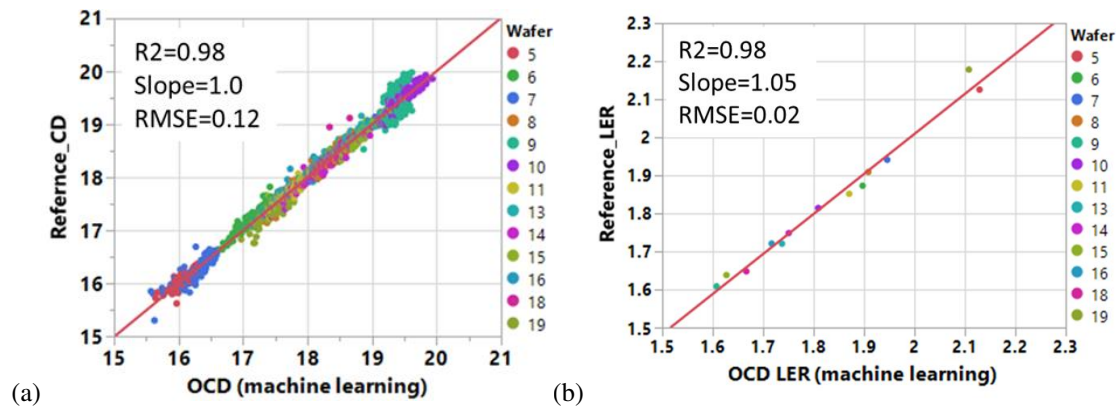 R2=0.98
Slope=1.0
RMSE=0.12
Refernce_CD
21
20
19
18
17
16
15
15 16 17 18 19 20 21
OCD (machine learning)
Wafer
5
6
7
8
9
10
11
13
14
15
16
18
19
(a)
R2=0.98
Slope=1.05
RMSE=0.02
Reference_LER
2.3
2.2
2.1
2
1.9
1.8
1.7
1.6
1.5
1.5 1.6 1.7 1.8 1.9 2 2.1 2.2 2.3
OCD LER (machine learning)
Wafer
5
6
7
8
9
10
11
13
14
15
16
18
19
(b)